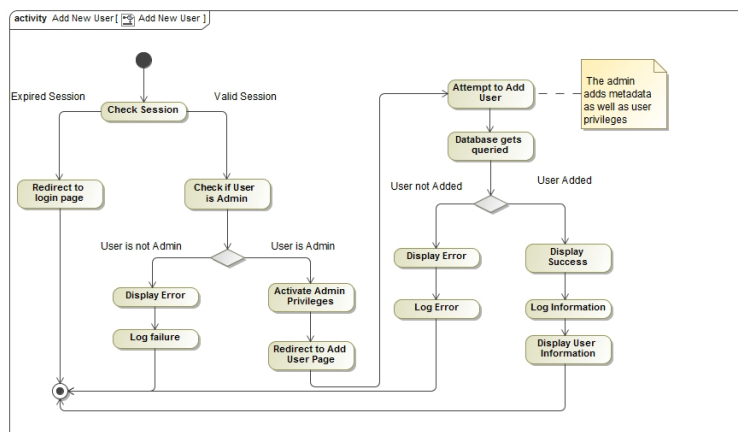 activity Add New User [ Add New User ]
Expired Session
Valid Session
Check Session
Redirect to
login page
Check if User
is Admin
User is not Admin
User is Admin
Display Error
Log failure
Activate Admin
Privileges
Redirect to Add
User Page
Attempt to Add
User
The admin
adds metadata
as well as user
privileges
Database gets
queried
User not Added
User Added
Display Error
Log Error
Display
Success
Log Information
Display User
Information